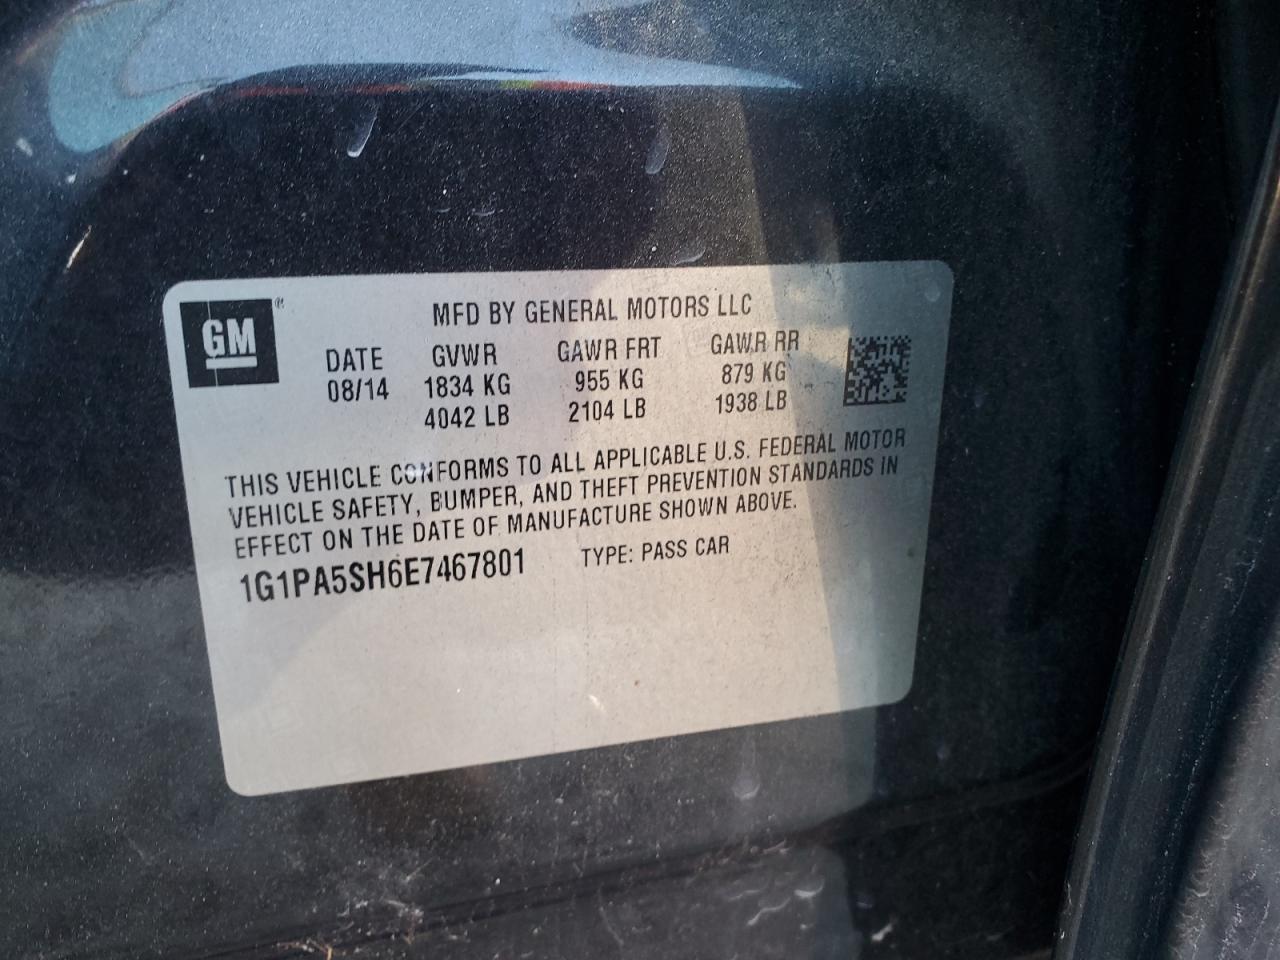 GM ®
MFD BY GENERAL MOTORS LLC
DATE GVWR GAWR FRT GAWR RR
08/14 1834 KG 955 KG 879 KG
4042 LB 2104 LB 1938 LB
THIS VEHICLE CONFORMS TO ALL APPLICABLE U.S. FEDERAL MOTOR
VEHICLE SAFETY, BUMPER, AND THEFT PREVENTION STANDARDS IN
EFFECT ON THE DATE OF MANUFACTURE SHOWN ABOVE.
1G1PA5SH6E7467801 TYPE: PASS CAR